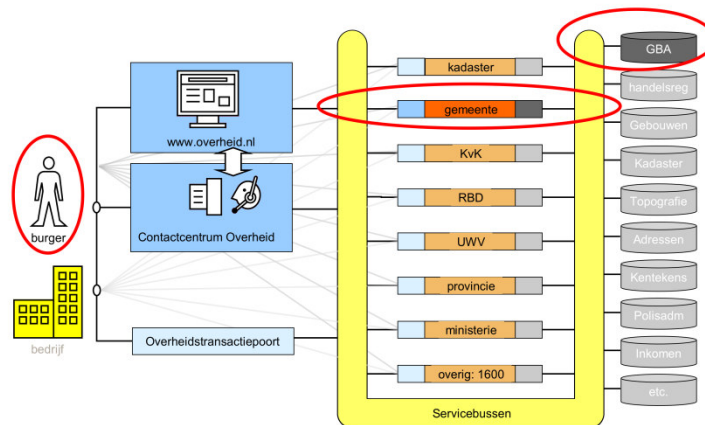 www.overheid.nl
Contactcentrum Overheid
burger
bedrijf
Overheidstransactiepoort
kadaster
gemeente
KvK
RBD
UWV
provincie
ministerie
overig: 1600
Servicebussen
GBA
handelsreg
Gebouwen
Kadaster
Topografie
Adressen
Kentekens
Polisadm
Inkomen
etc.